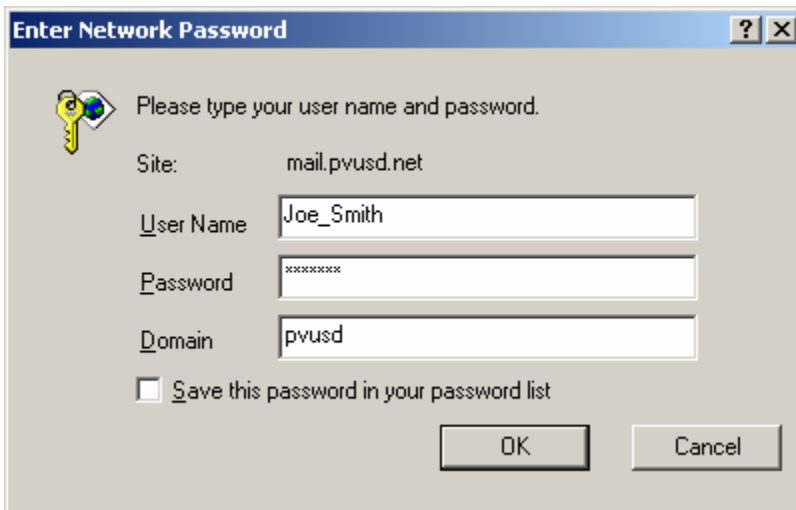 Enter Network Password
Please type your user name and password.
Site: mail.pvusd.net
User Name Joe_Smith
Password xxxxxxx
Domain pvusd
Save this password in your password list
OK Cancel